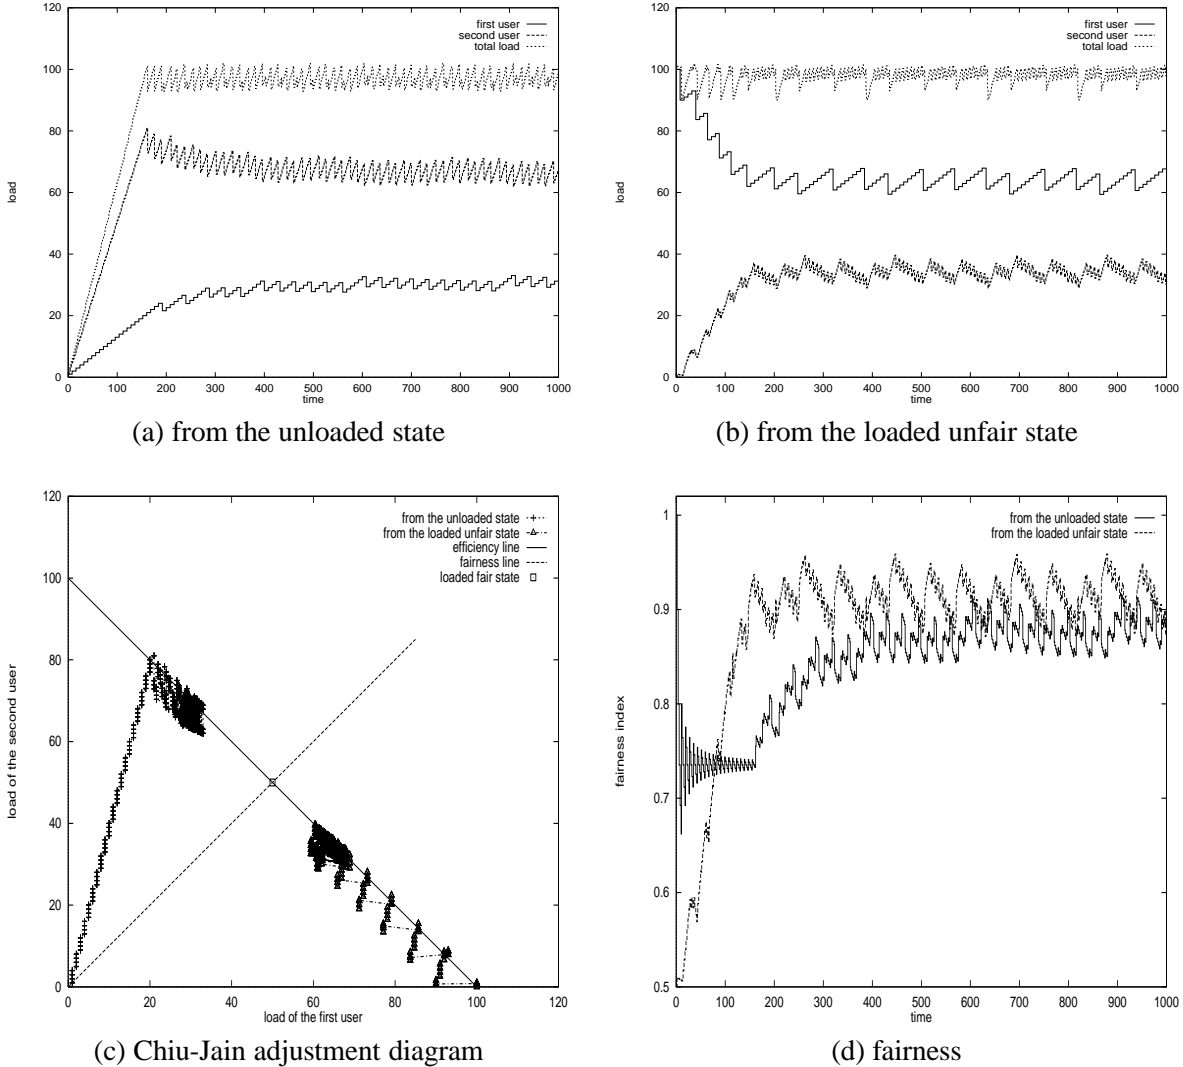 120
100
80
60
40
20
0
load
first user
second user
total load
0 100 200 300 400 500 600 700 800 900 1000
time
(a) from the unloaded state
120
100
80
60
40
20
0
load
first user
second user
total load
0 100 200 300 400 500 600 700 800 900 1000
time
(b) from the loaded unfair state
120
100
80
60
40
20
0
load of the second user
from the unloaded state
from the loaded unfair state
efficiency line
fairness line
loaded fair state
0 20 40 60 80 100 120
load of the first user
(c) Chiu-Jain adjustment diagram
1
0.9
0.8
0.7
0.6
0.5
fairness index
from the unloaded state
from the loaded unfair state
0 100 200 300 400 500 600 700 800 900 1000
time
(d) fairness